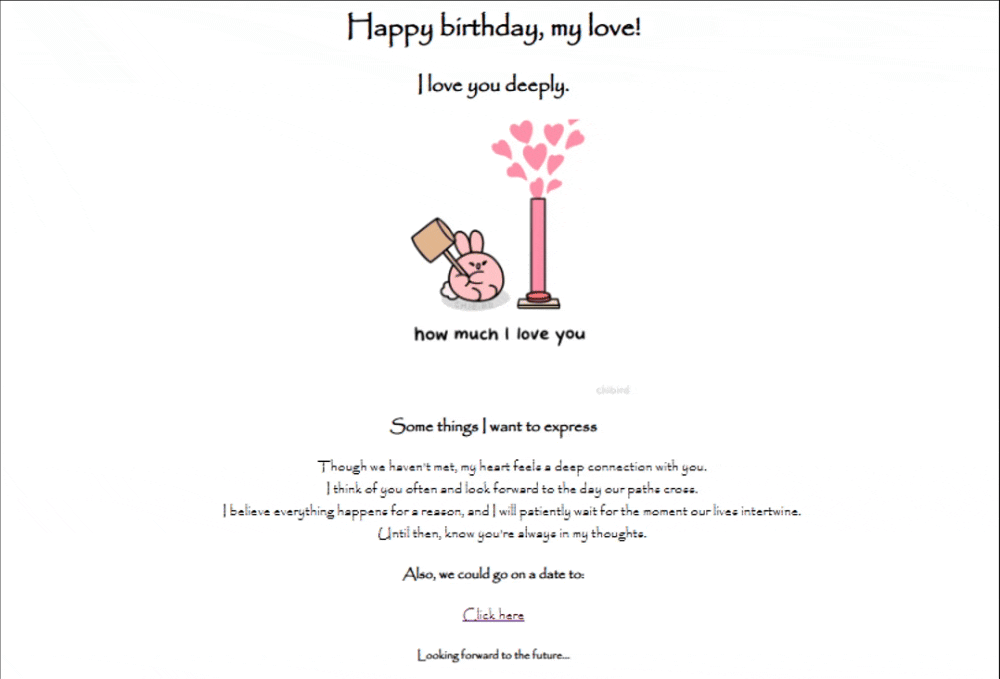 Happy birthday, my love!
I love you deeply.
how much I love you
chibird
Some things I want to express
Though we haven't met, my heart feels a deep connection with you.
I think of you often and look forward to the day our paths cross.
I believe everything happens for a reason, and I will patiently wait for the moment our lives intertwine.
Until then, know you're always in my thoughts.
Also, we could go on a date to:
Click here
Looking forward to the future...